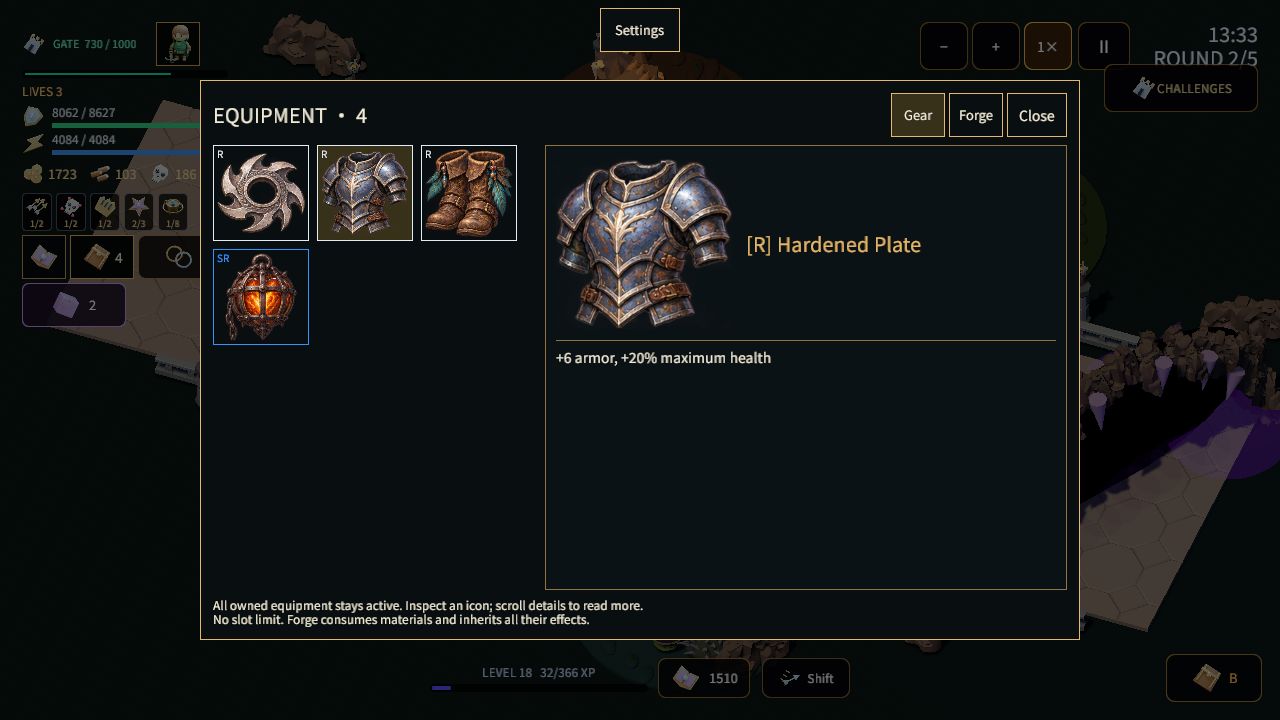 Settings
GATE 730 / 1000
13:33
ROUND 2/5
− + 1× II
CHALLENGES
LIVES 3
8062 / 8627
4084 / 4084
1723 103 186
1/2 1/2 1/2 2/3 1/8
4
2
EQUIPMENT • 4
Gear Forge Close
R R R
SR
[R] Hardened Plate
+6 armor, +20% maximum health
All owned equipment stays active. Inspect an icon; scroll details to read more.
No slot limit. Forge consumes materials and inherits all their effects.
LEVEL 18 32/366 XP
1510
Shift
B